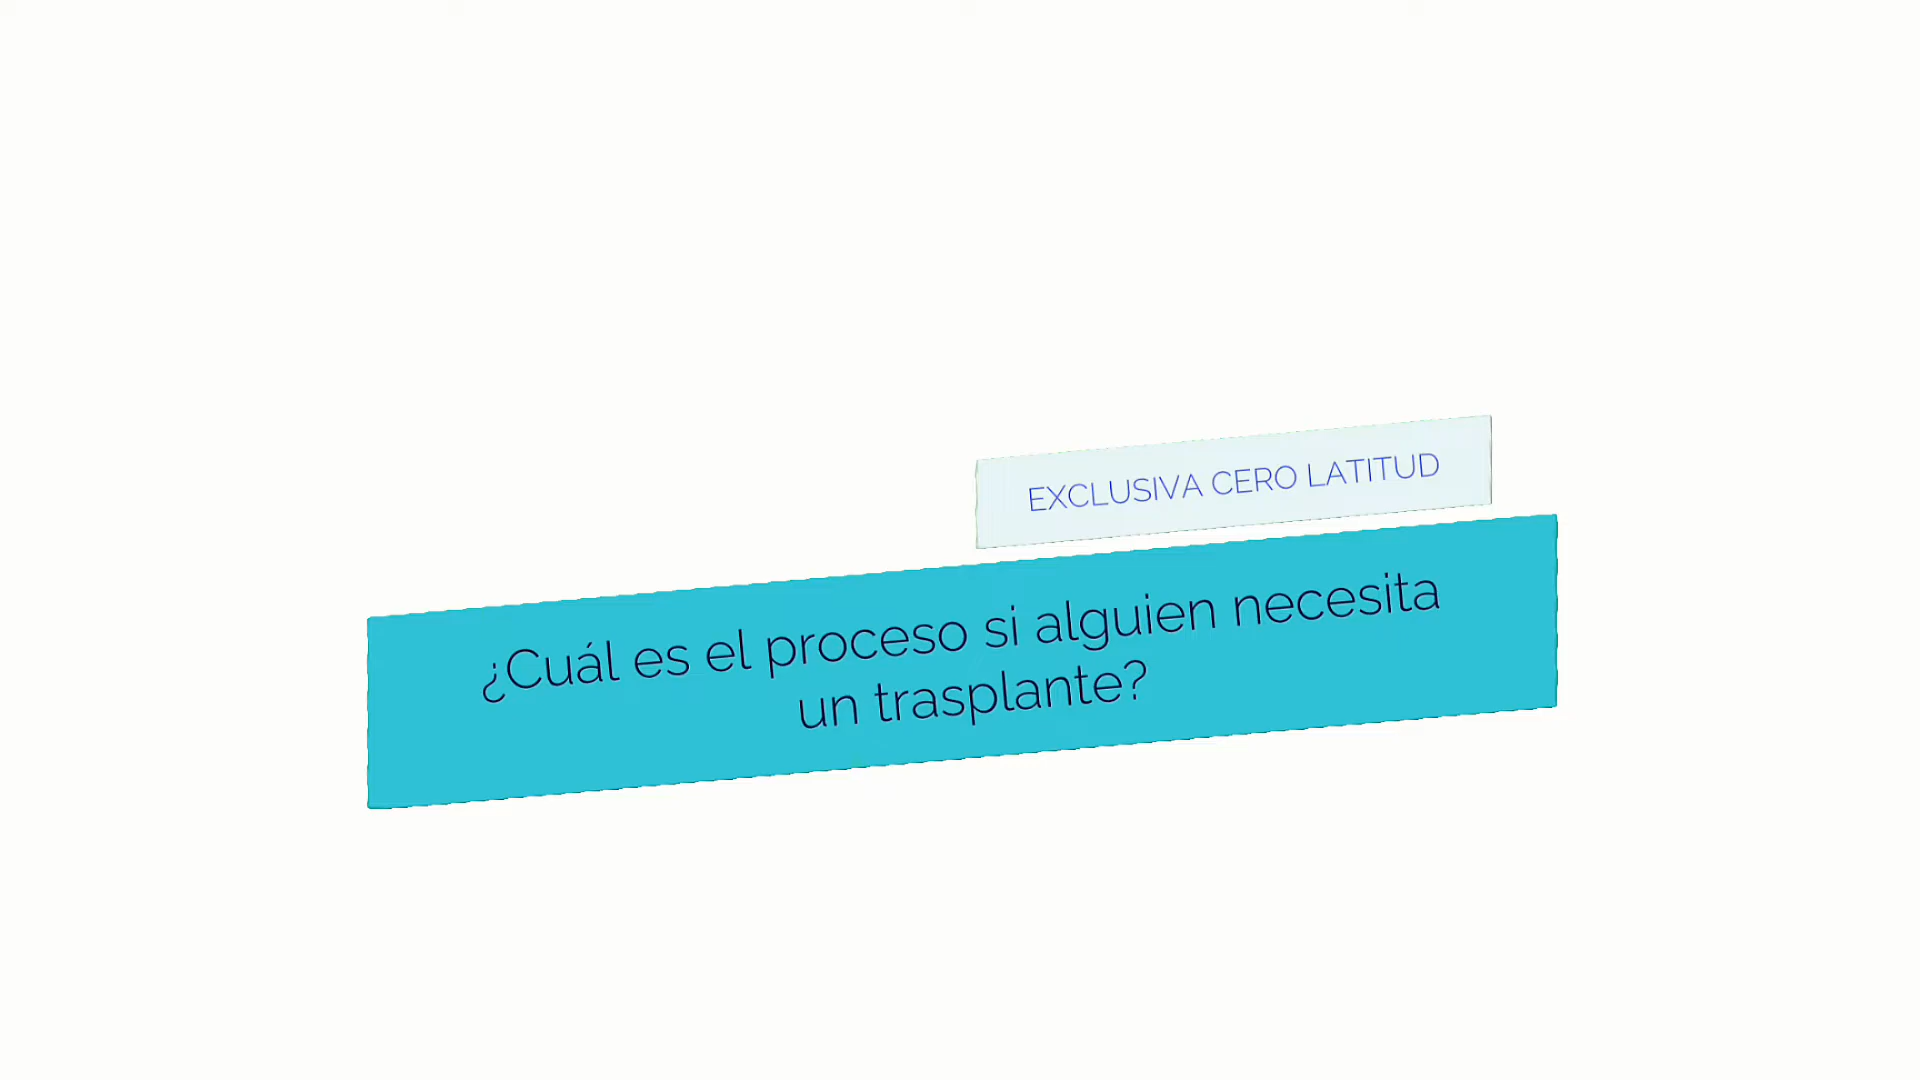 EXCLUSIVA CERO LATITUD
¿Cuál es el proceso si alguien necesita
un trasplante?